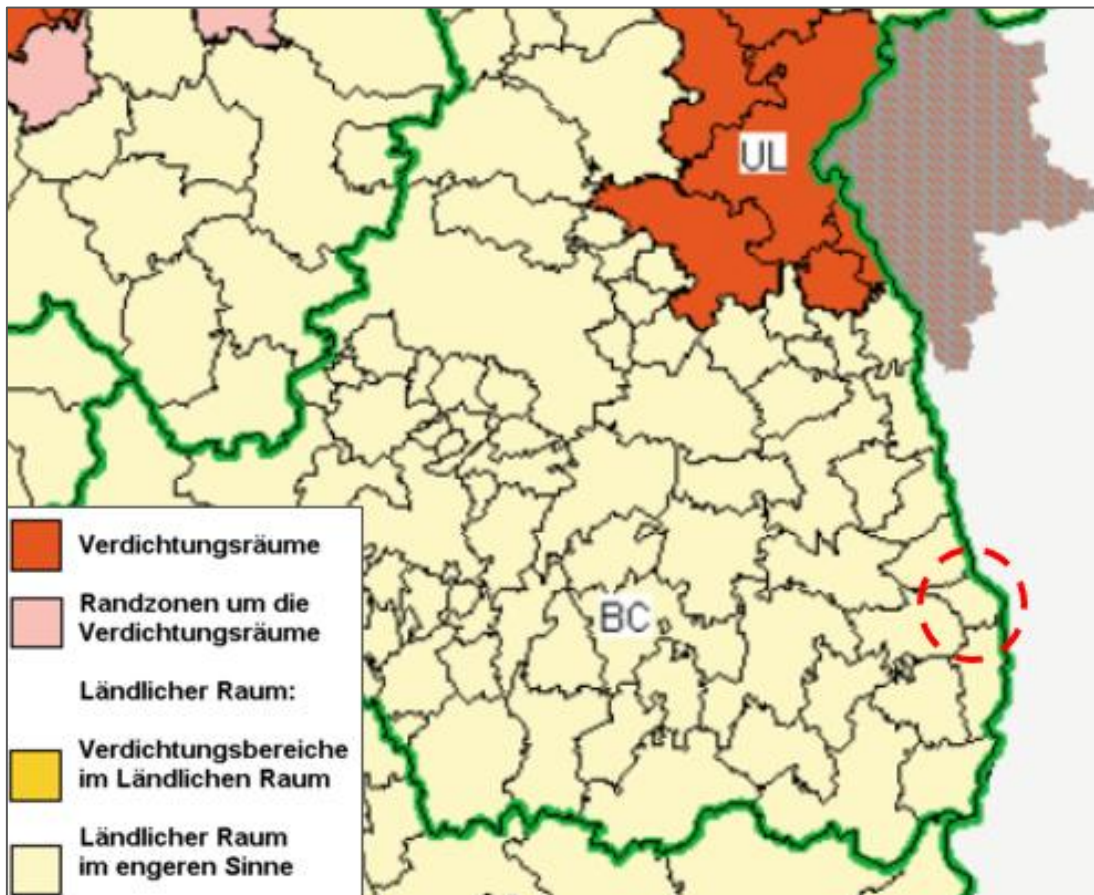 UL
BC
Verdichtungsräume
Randzonen um die
Verdichtungsräume
Ländlicher Raum:
Verdichtungsbereiche
im Ländlichen Raum
Ländlicher Raum
im engeren Sinne